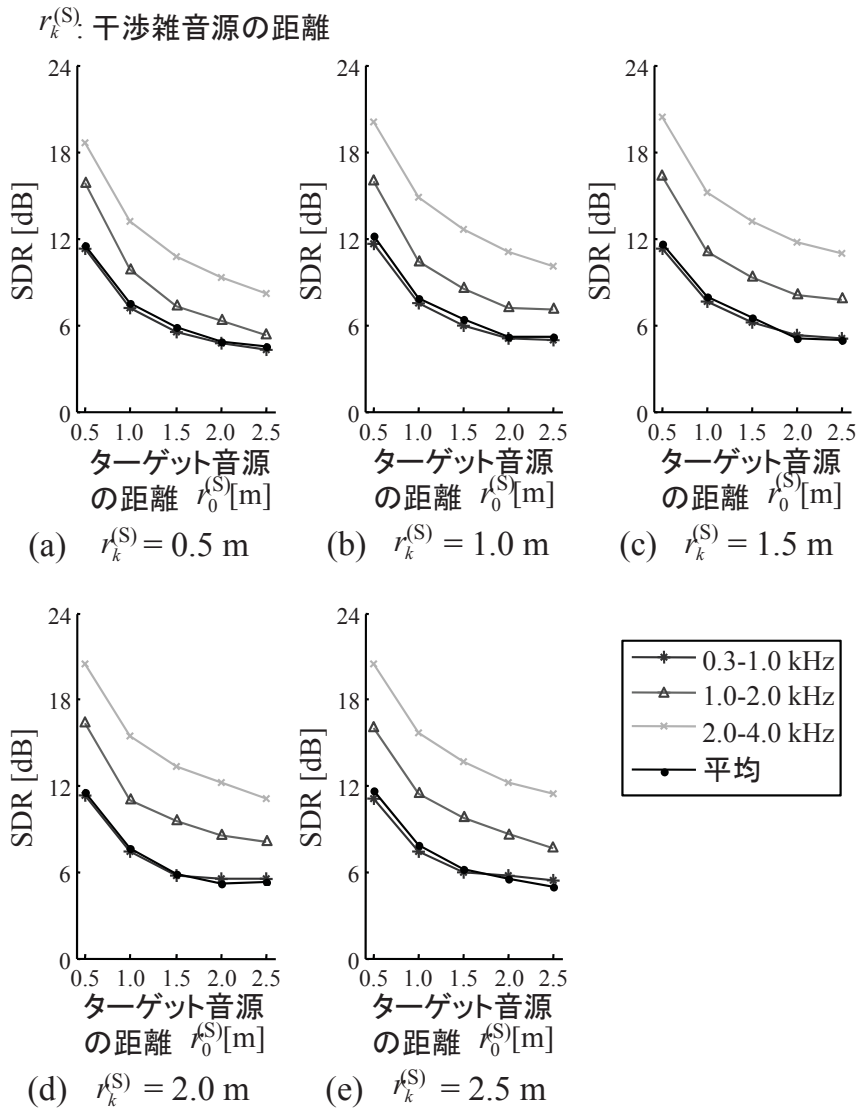 r_k^(S): 干渉雑音源の距離
24
18
12
6
0
SDR [dB]
0.5 1.0 1.5 2.0 2.5
ターゲット音源
の距離 r_0^(S)[m]
(a) r_k^(S) = 0.5 m
24
18
12
6
0
SDR [dB]
0.5 1.0 1.5 2.0 2.5
ターゲット音源
の距離 r_0^(S)[m]
(b) r_k^(S) = 1.0 m
24
18
12
6
0
SDR [dB]
0.5 1.0 1.5 2.0 2.5
ターゲット音源
の距離 r_0^(S)[m]
(c) r_k^(S) = 1.5 m
24
18
12
6
0
SDR [dB]
0.5 1.0 1.5 2.0 2.5
ターゲット音源
の距離 r_0^(S)[m]
(d) r_k^(S) = 2.0 m
24
18
12
6
0
SDR [dB]
0.5 1.0 1.5 2.0 2.5
ターゲット音源
の距離 r_0^(S)[m]
(e) r_k^(S) = 2.5 m
0.3-1.0 kHz
1.0-2.0 kHz
2.0-4.0 kHz
平均